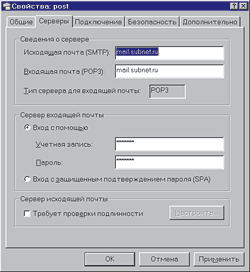 Свойства: post
Общие Серверы Подключение Безопасность Дополнительно
Сведения о сервере
Исходящая почта (SMTP): mail.subnet.ru
Входящая почта (POP3): mail.subnet.ru
Тип сервера для входящей почты: POP3
Сервер входящей почты
Вход с помощью
Учетная запись: *******
Пароль: *******
Вход с защищенным подтверждением пароля (SPA)
Сервер исходящей почты
Требует проверки подлинности Настроить...
ОК Отмена Применить